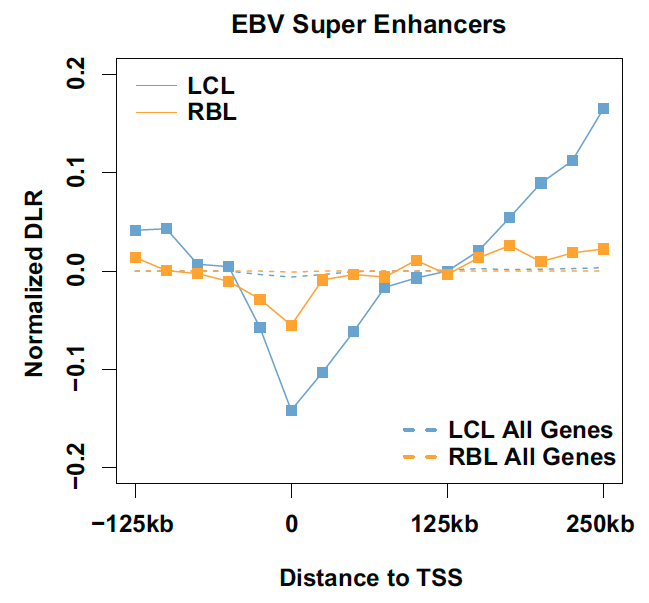 EBV Super Enhancers
LCL
RBL
0.2
0.1
0.0
−0.1
−0.2
Normalized DLR
LCL All Genes
RBL All Genes
−125kb 0 125kb 250kb
Distance to TSS